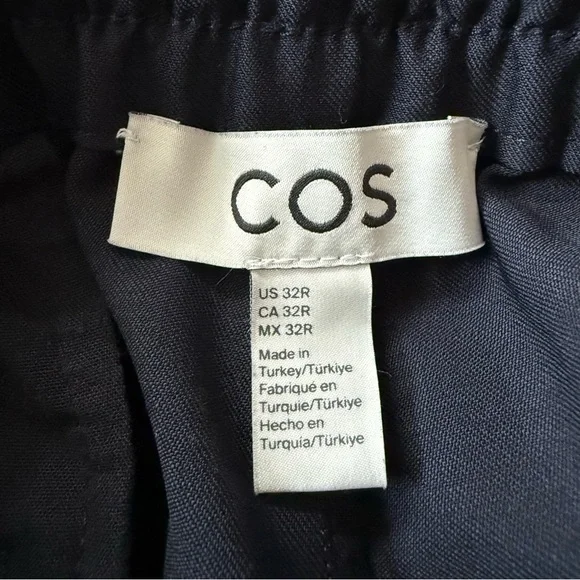 COS
US 32R
CA 32R
MX 32R
Made in
Turkey/Türkiye
Fabriqué en
Turquie/Türkiye
Hecho en
Turquía/Türkiye